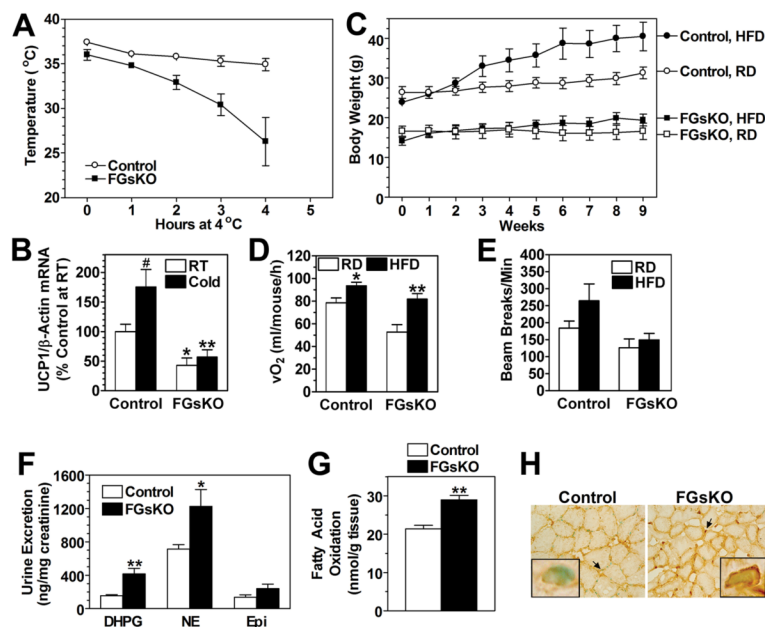 A
Temperature ( °C)
40
35
30
25
20
Control
FGsKO
0 1 2 3 4 5
Hours at 4 °C
C
Body Weight (g)
40
30
20
10
0
0 1 2 3 4 5 6 7 8 9
Weeks
Control, HFD
Control, RD
FGsKO, HFD
FGsKO, RD
B
UCP1/β-Actin mRNA
(% Control at RT)
200
150
100
50
0
RT
Cold
#
* **
Control FGsKO
D
vO2 (ml/mouse/h)
RD HFD
120
100
80
60
40
20
0
* **
Control FGsKO
E
Beam Breaks/Min
400
350
300
250
200
150
100
50
0
RD
HFD
Control FGsKO
F
Urine Excretion
(ng/mg creatinine)
1600
1200
800
400
0
Control
FGsKO
** *
DHPG NE Epi
G
Fatty Acid
Oxidation
(nmol/g tissue)
Control
FGsKO
30
20
10
0
**
H
Control FGsKO